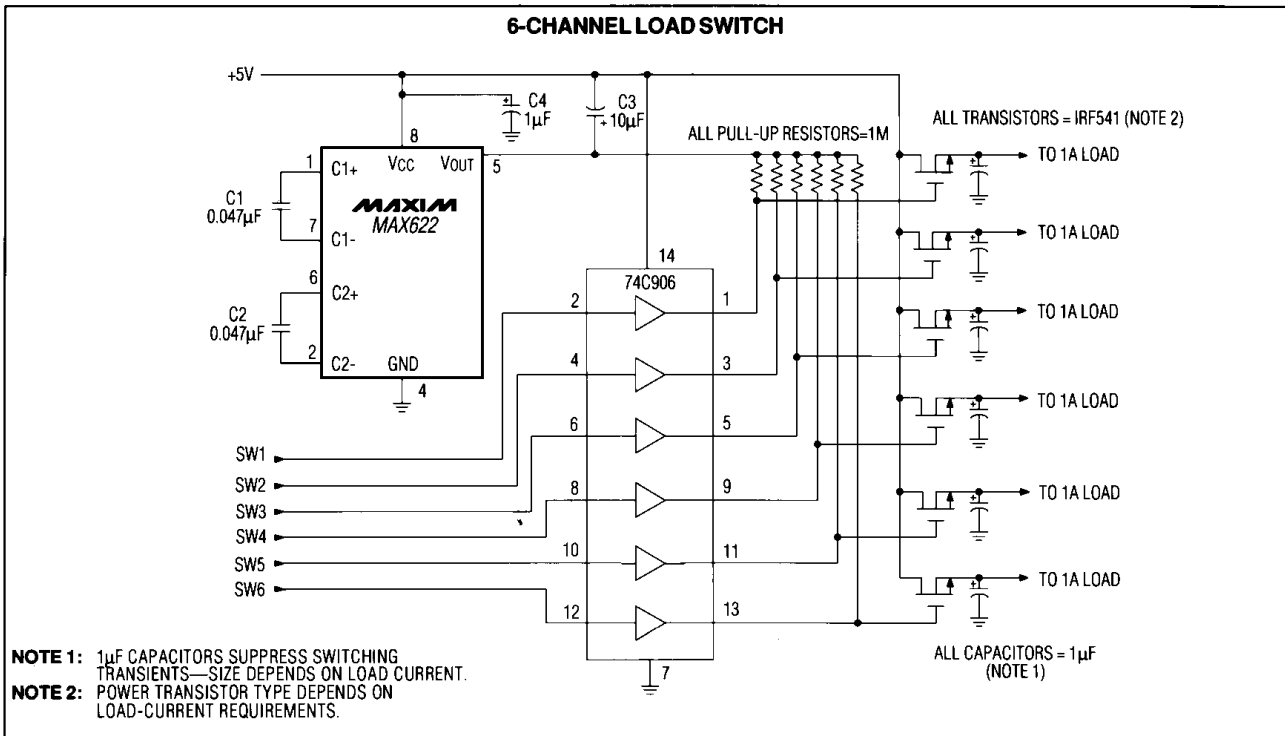 6-CHANNEL LOAD SWITCH
+5V
C4
1µF
C3
+10µF
ALL PULL-UP RESISTORS=1M
ALL TRANSISTORS = IRF541 (NOTE 2)
8
VCC
VOUT
5
1
C1+
C1
0.047µF
7
C1-
MAXIM
MAX622
6
C2+
C2
0.047µF
2
C2-
GND
4
14
74C906
2
1
4
3
6
5
8
9
10
11
12
13
7
SW1
SW2
SW3
SW4
SW5
SW6
+
TO 1A LOAD
+
TO 1A LOAD
+
TO 1A LOAD
+
TO 1A LOAD
+
TO 1A LOAD
+
TO 1A LOAD
ALL CAPACITORS = 1µF
(NOTE 1)
NOTE 1: 1µF CAPACITORS SUPPRESS SWITCHING
TRANSIENTS—SIZE DEPENDS ON LOAD CURRENT.
NOTE 2: POWER TRANSISTOR TYPE DEPENDS ON
LOAD-CURRENT REQUIREMENTS.